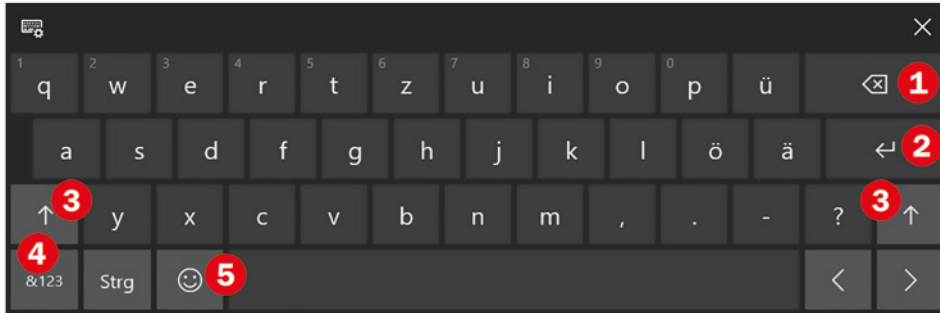 1 2 3 4 5 6 7 8 9 0
q w e r t z u i o p ü 1
a s d f g h j k l ö ä 2
3 y x c v b n m , . - ? 3
4
&123 Strg 5 < >